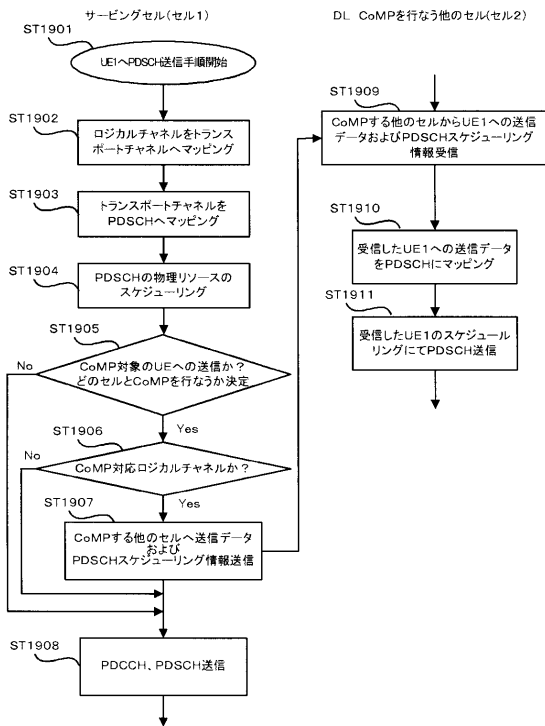 サービングセル(セル1)
ST1901
UE1へPDSCH送信手順開始
ST1902
ロジカルチャネルをトランス
ポートチャネルへマッピング
ST1903
トランスポートチャネルを
PDSCHへマッピング
ST1904
PDSCHの物理リソースの
スケジューリング
ST1905
CoMP対象のUEへの送信か?
どのセルとCoMPを行なうか決定
No
Yes
ST1906
CoMP対応ロジカルチャネルか?
No
Yes
ST1907
CoMPする他のセルへ送信データ
および
PDSCHスケジューリング情報送信
ST1908
PDCCH、PDSCH送信
DL CoMPを行なう他のセル(セル2)
ST1909
CoMPする他のセルからUE1への送信
データおよびPDSCHスケジューリング
情報受信
ST1910
受信したUE1への送信データ
をPDSCHにマッピング
ST1911
受信したUE1のスケジュール
リングにてPDSCH送信